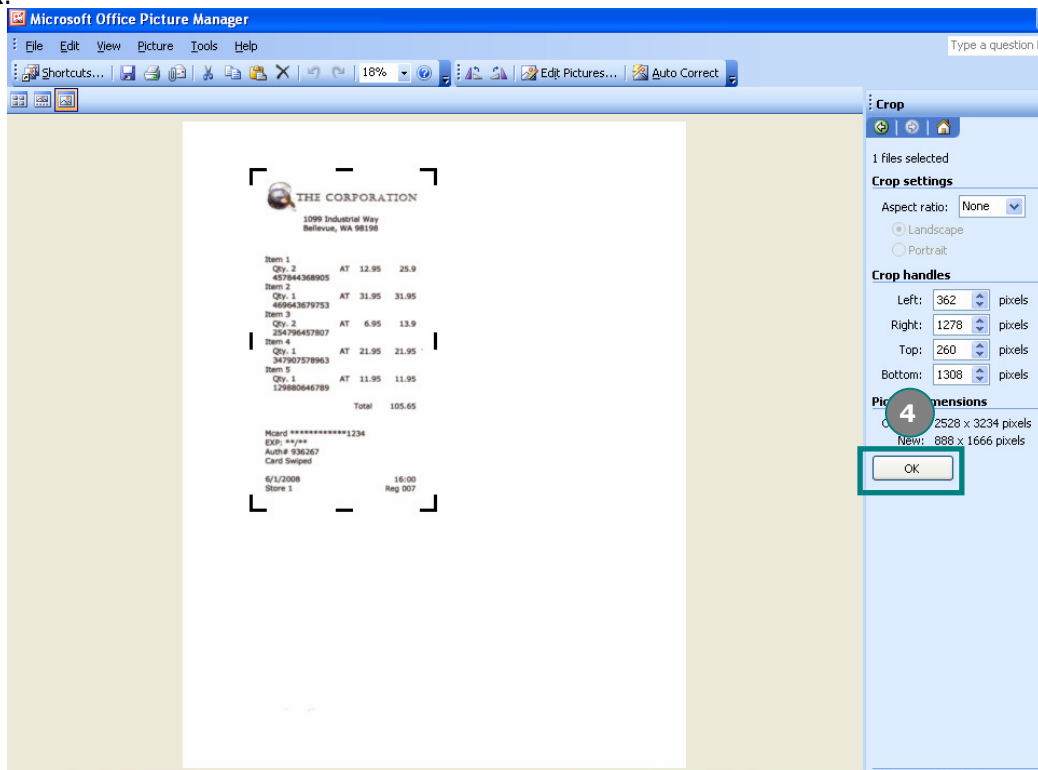 Microsoft Office Picture Manager
File Edit View Picture Tools Help
Type a question
Shortcuts... 18% Edit Pictures... Auto Correct
Crop
1 files selected
Crop settings
Aspect ratio: None
Landscape
Portrait
Crop handles
Left: 362 pixels
Right: 1278 pixels
Top: 260 pixels
Bottom: 1308 pixels
4
2528 x 3234 pixels
New: 888 x 1666 pixels
OK
THE CORPORATION
1099 Industrial Way
Bellevue, WA 98198
Item 1
Qty. 2 AT 12.95 25.9
457844368905
Item 2
Qty. 1 AT 31.95 31.95
469643679753
Item 3
Qty. 2 AT 6.95 13.9
254796457807
Item 4
Qty. 1 AT 21.95 21.95
347907578963
Item 5
Qty. 1 AT 11.95 11.95
129880646789
Total 105.65
Mcard ************1234
EXP: **/**
Auth# 936267
Card Swiped
6/1/2008 16:00
Store 1 Reg 007